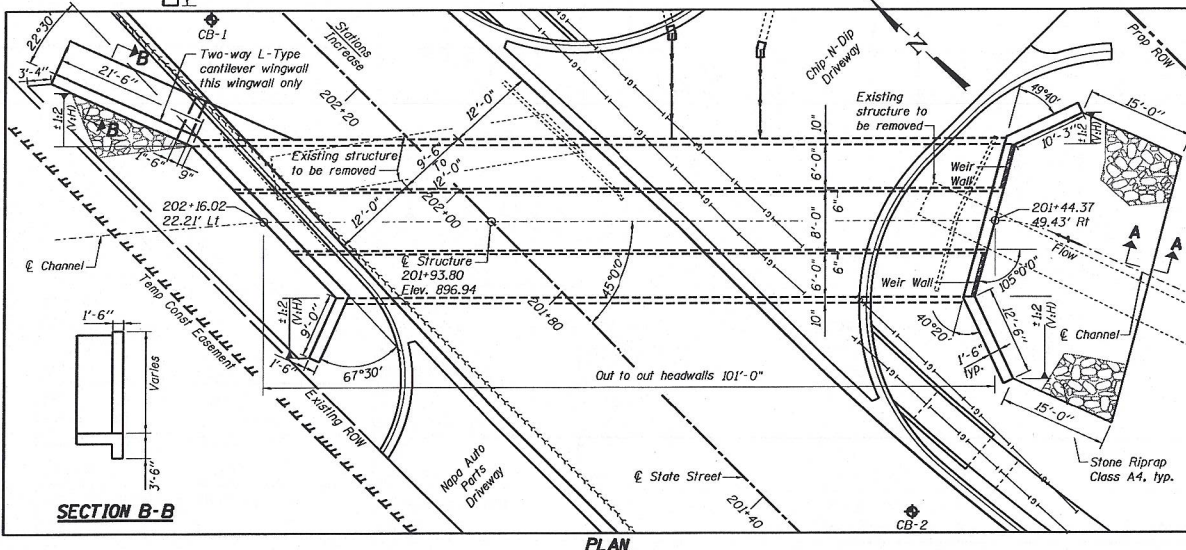 22°30'
CB-1
Two-way L-Type
cantilever wingwall
this wingwall only
B
21'-6"
3'-4"
±1:2
(V:H)
B
1'-6"
9"
Stations
Increase
202+20
12'-0"
9'-6"
To
12'-0"
202+00
Existing structure
to be removed
202+16.02
22.21' Lt
℄ Channel
℄ Structure
201+93.80
Elev. 896.94
45°0'0"
201+80
Temp Const Easement
±1:2
(V:H)
9'-0"
1'-6"
67°30'
Existing ROW
Out to out headwalls 101'-0"
Napa Auto
Parts
Driveway
℄ State Street
201+40
CB-2
1'-6"
Varies
3'-6"
SECTION B-B
N
Chip-N-Dip
Driveway
Prop ROW
Existing
structure to
be removed
49°40'
15'-0"
10'-3"
±1:2
(V:H)
10"
6'-0"
6"
8'-0"
6"
6'-0"
10"
Weir
Wall
201+44.37
49.43' Rt
Flow
A
A
Weir Wall
105°0'0"
40°20'
12'-6"
±1:2
(V:H)
℄ Channel
1'-6"
typ.
15'-0"
Stone Riprap
Class A4, typ.
PLAN